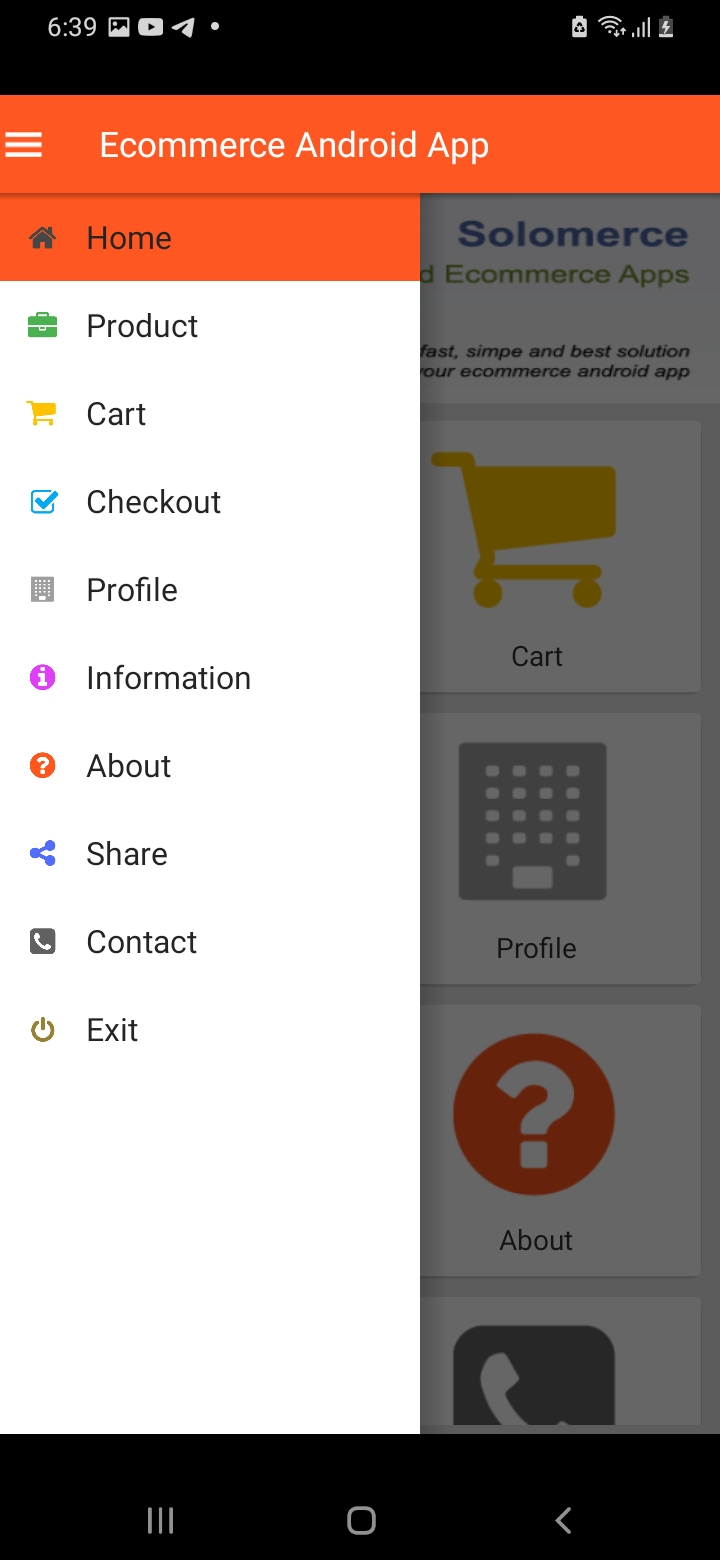 6:39
Ecommerce Android App
Home
Product
Cart
Checkout
Profile
Information
About
Share
Contact
Exit
Solomerce
d Ecommerce Apps
fast, simpe and best solution
our ecommerce android app
Cart
Profile
About